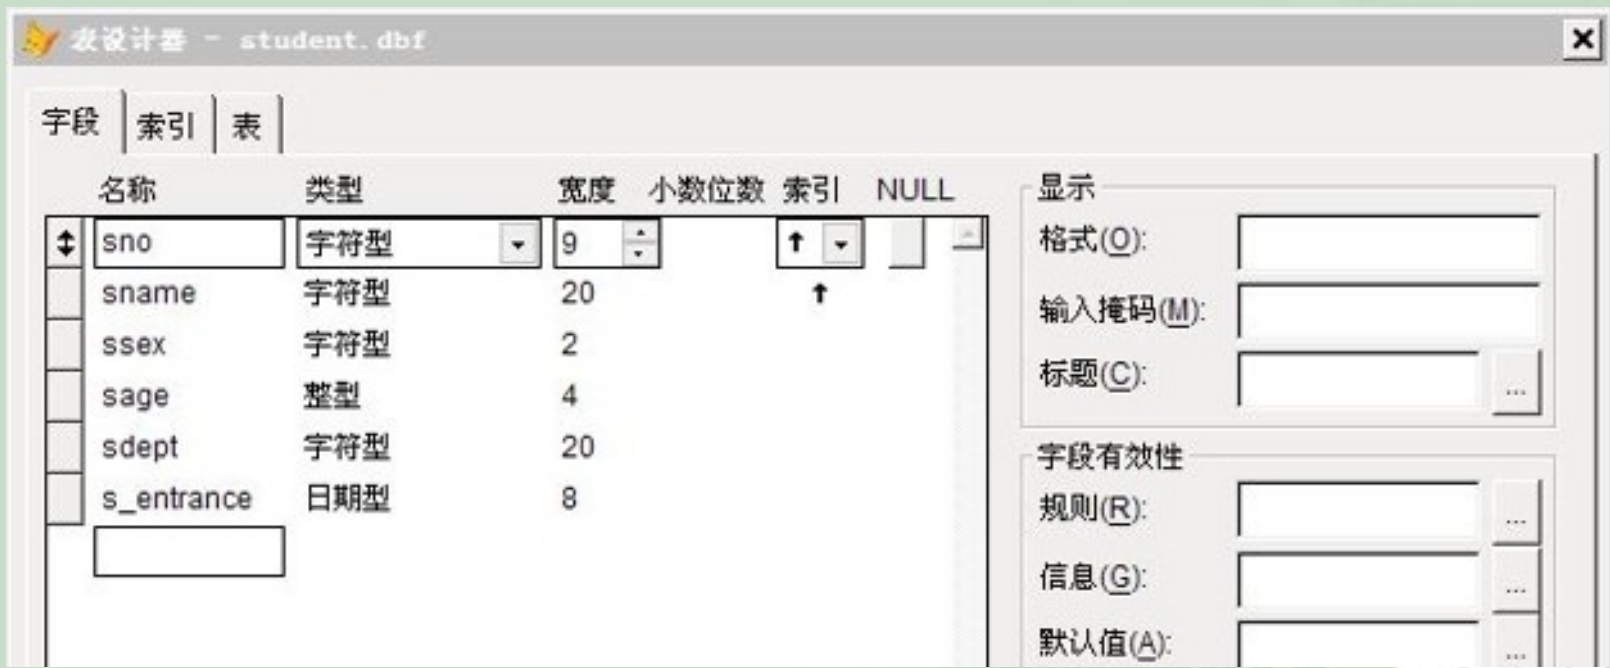 表设计器 - student.dbf
字段 索引 表
名称 类型 宽度 小数位数 索引 NULL
sno 字符型 9 ↑
sname 字符型 20 ↑
ssex 字符型 2
sage 整型 4
sdept 字符型 20
s_entrance 日期型 8
显示
格式(O):
输入掩码(M):
标题(C): ...
字段有效性
规则(R): ...
信息(G): ...
默认值(A): ...